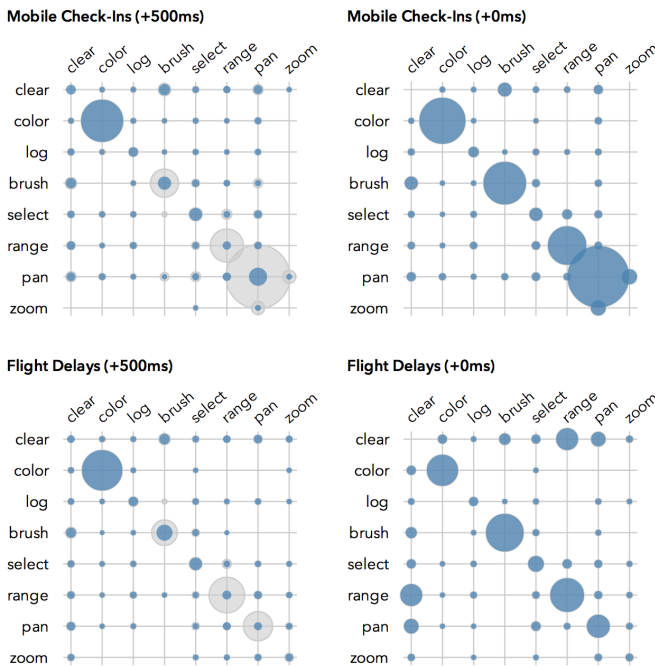 Mobile Check-Ins (+500ms)
clear color log brush select range pan zoom
clear
color
log
brush
select
range
pan
zoom
Mobile Check-Ins (+0ms)
clear color log brush select range pan zoom
clear
color
log
brush
select
range
pan
zoom
Flight Delays (+500ms)
clear color log brush select range pan zoom
clear
color
log
brush
select
range
pan
zoom
Flight Delays (+0ms)
clear color log brush select range pan zoom
clear
color
log
brush
select
range
pan
zoom